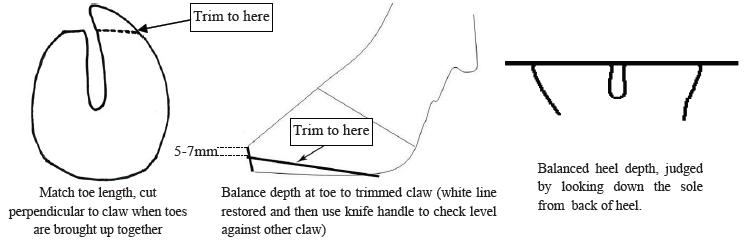 Trim to here
Trim to here
5-7mm
Match toe length, cut
perpendicular to claw when toes
are brought up together
Balance depth at toe to trimmed claw (white line
restored and then use knife handle to check level
against other claw)
Balanced heel depth, judged
by looking down the sole
from back of heel.